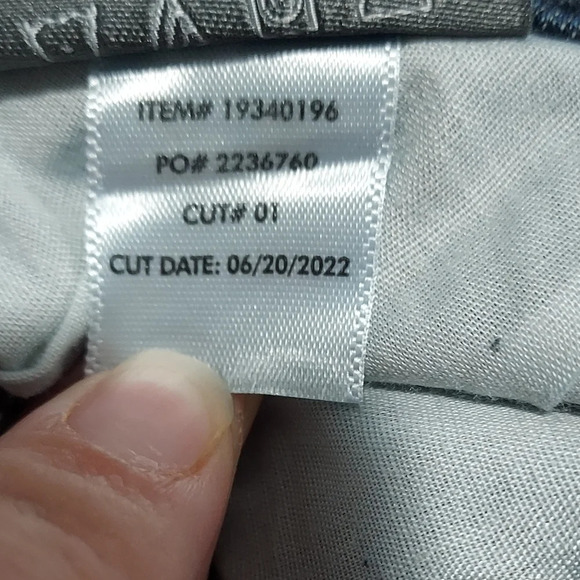 ITEM# 19340196
PO# 2236760
CUT# 01
CUT DATE: 06/20/2022